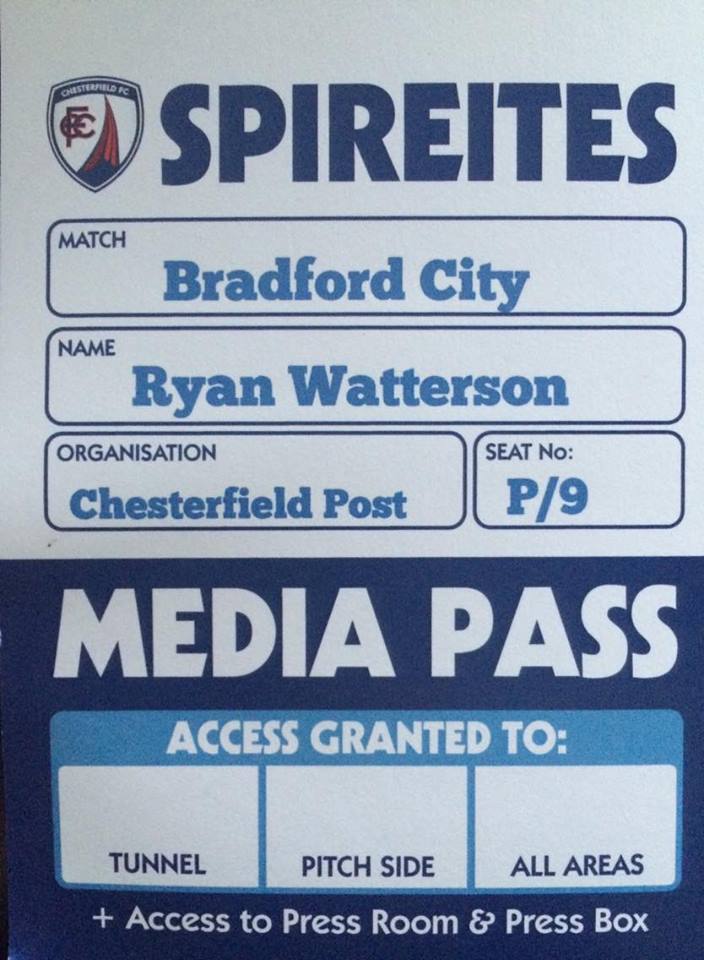 CHESTERFIELD FC
SPIREITES
MATCH
Bradford City
NAME
Ryan Watterson
ORGANISATION
Chesterfield Post
SEAT No:
P/9
MEDIA PASS
ACCESS GRANTED TO:
TUNNEL
PITCH SIDE
ALL AREAS
+ Access to Press Room & Press Box